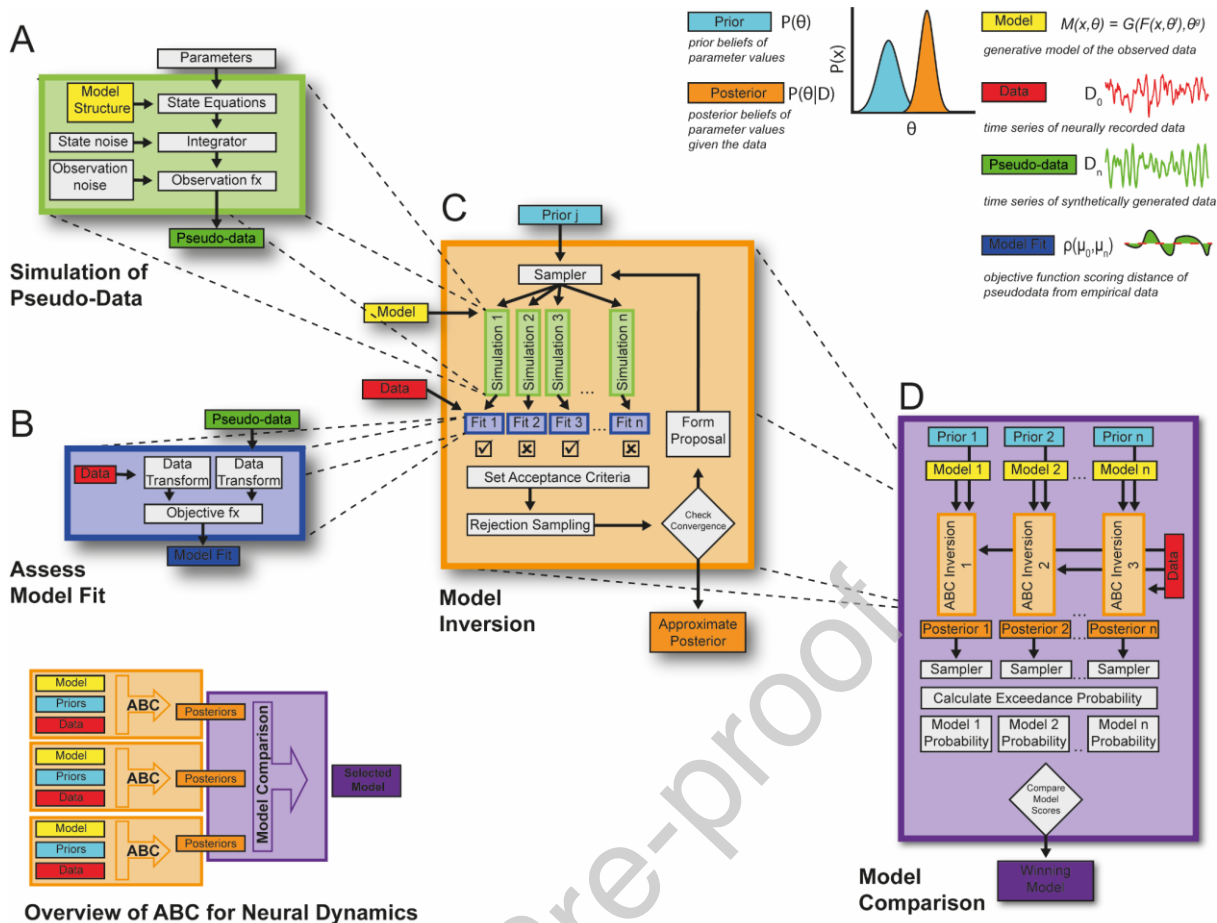 A
Parameters
Model
Structure
State Equations
State noise
Integrator
Observation
noise
Observation fx
Pseudo-data
Simulation of
Pseudo-Data
B
Pseudo-data
Data
Data
Transform
Data
Transform
Objective fx
Model Fit
Assess
Model Fit
C
Prior j
Sampler
Model
Simulation 1
Simulation 2
Simulation 3
...
Simulation n
Data
Fit 1
Fit 2
Fit 3
...
Fit n
Form
Proposal
Set Acceptance Criteria
Rejection Sampling
Check
Convergence
Model
Inversion
Approximate
Posterior
Prior
P(θ)
prior beliefs of
parameter values
Posterior
P(θ|D)
posterior beliefs of
parameter values
given the data
P(x)
θ
Model
M(x,θ) = G(F(x,θᶠ),θᵍ)
generative model of the observed data
Data
D₀
time series of neurally recorded data
Pseudo-data
Dₙ
time series of synthetically generated data
Model Fit
ρ(μ₀,μₙ)
objective function scoring distance of
pseudodata from empirical data
D
Prior 1
Prior 2
Prior n
Model 1
Model 2
...
Model n
ABC Inversion
1
ABC Inversion
2
ABC Inversion
3
Data
...
Posterior 1
Posterior 2
...
Posterior n
Sampler
Sampler
...
Sampler
Calculate Exceedance Probability
Model 1
Probability
Model 2
Probability
...
Model n
Probability
Compare
Model
Scores
Winning
Model
Model
Comparison
Model
Priors
Data
ABC
Posteriors
Model
Priors
Data
ABC
Posteriors
Model
Priors
Data
ABC
Posteriors
Model Comparison
Selected
Model
Overview of ABC for Neural Dynamics
re-proof